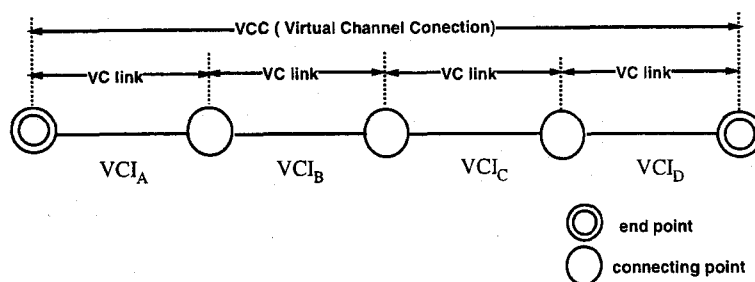 VCC ( Virtual Channel Conection)
VC link VC link VC link VC link
VCI_A VCI_B VCI_C VCI_D
end point
connecting point